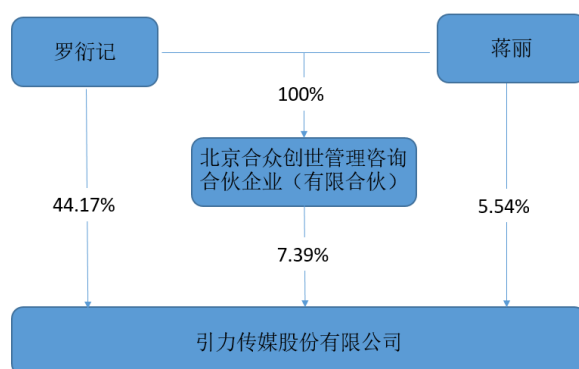 罗衍记
蒋丽
100%
北京合众创世管理咨询
合伙企业（有限合伙）
44.17%
5.54%
7.39%
引力传媒股份有限公司